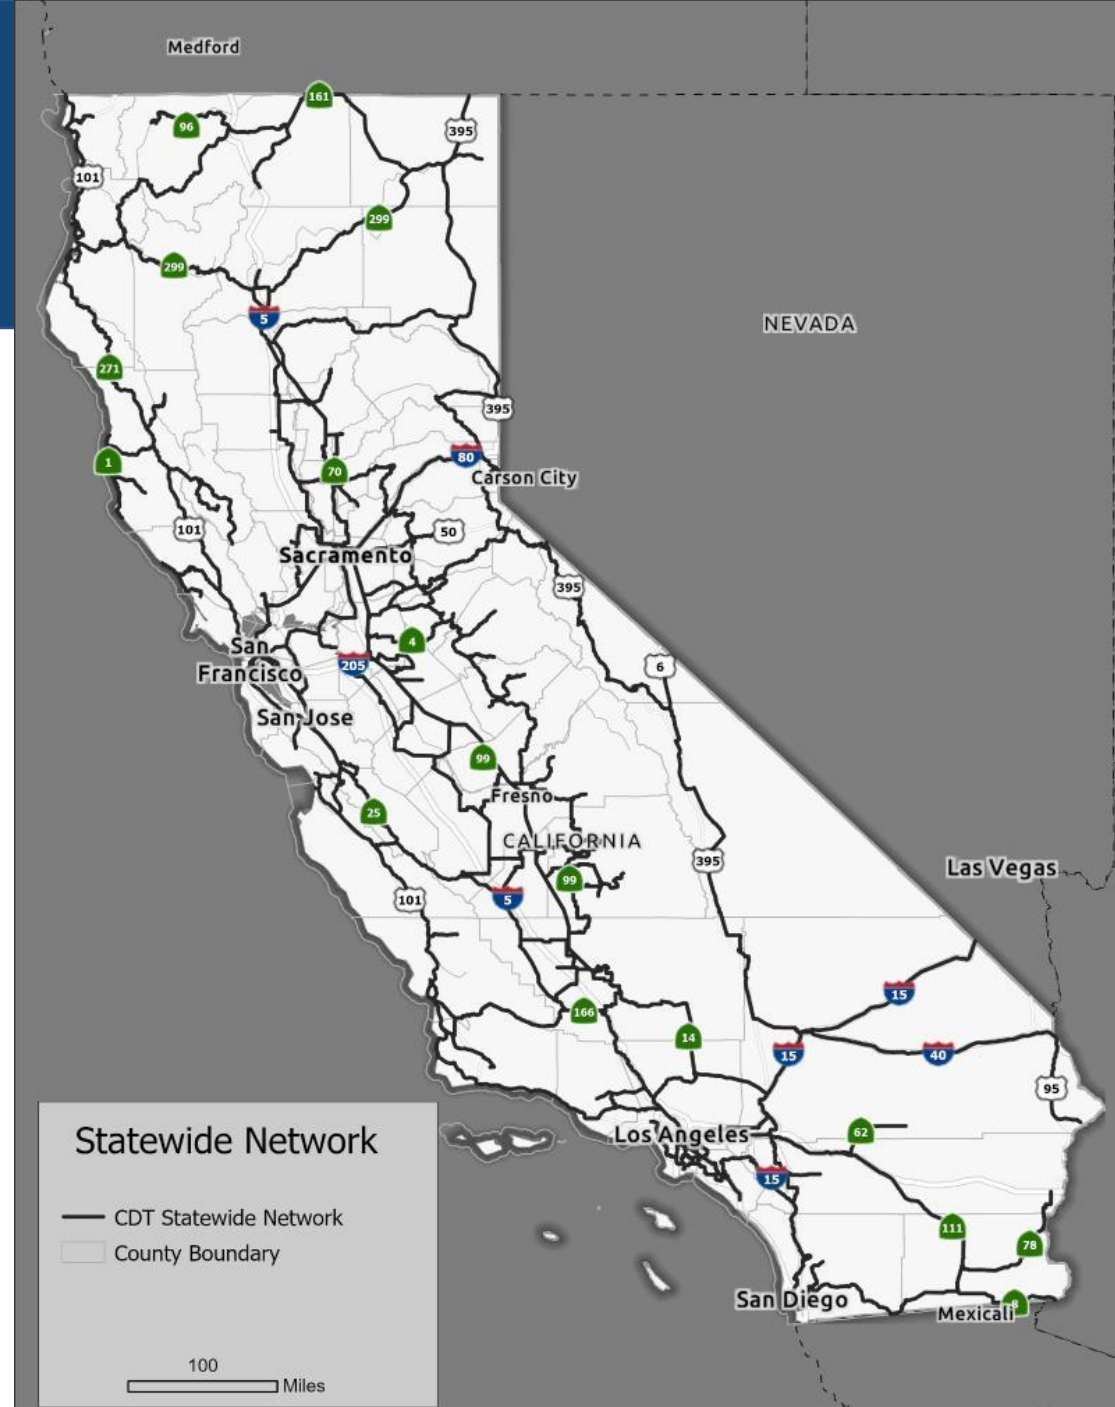 Medford
161
96
395
101
299
299
5
NEVADA
271
395
1
80
70
Carson City
101
50
Sacramento
395
4
San
Francisco
205
6
San Jose
99
Fresno
25
CALIFORNIA
395
Las Vegas
99
5
101
15
166
14
15
40
95
Los Angeles
62
15
111
78
San Diego
8
Mexicali
Statewide Network
CDT Statewide Network
County Boundary
100
Miles